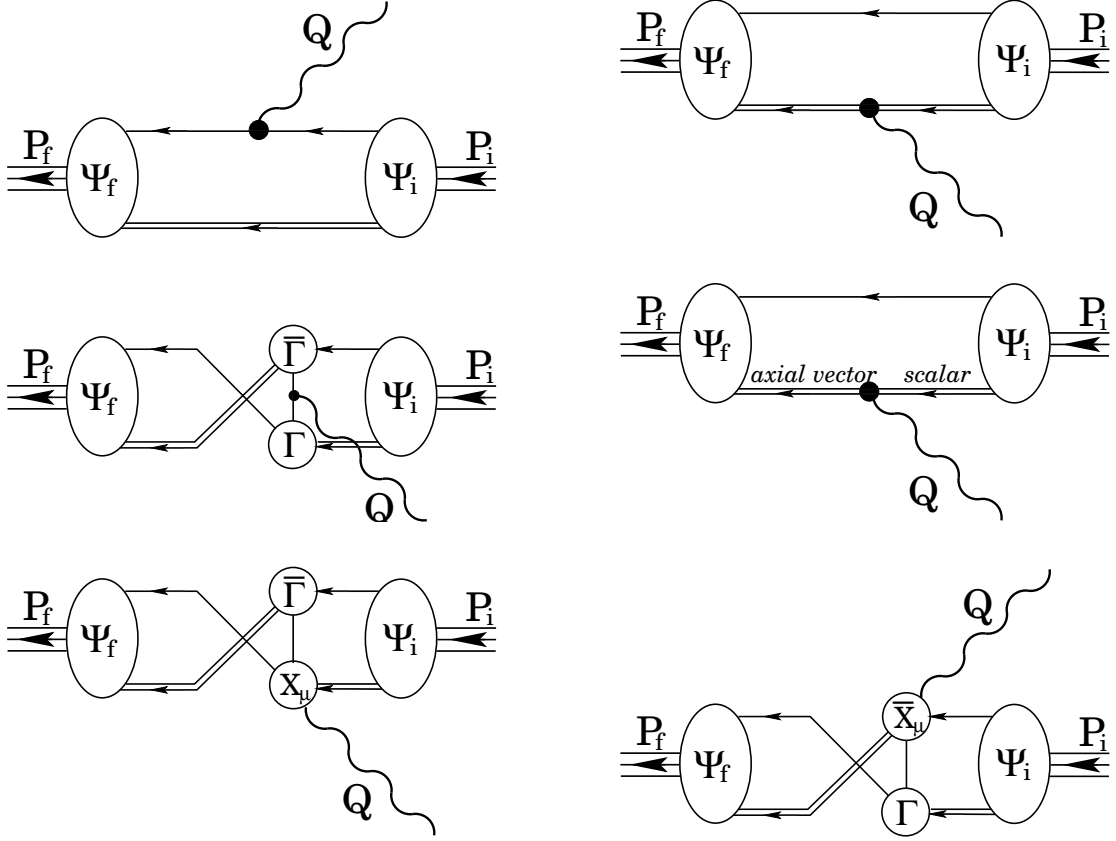 Q
P_f Ψ_f Ψ_i P_i
P_f Ψ_f Ψ_i P_i
Q
P_f Ψ_f Γ̅ Ψ_i P_i
Γ
Q
P_f Ψ_f Ψ_i P_i
axial vector scalar
Q
P_f Ψ_f Γ̅ Ψ_i P_i
X_μ
Q
Q
P_f Ψ_f X̅_μ Ψ_i P_i
Γ